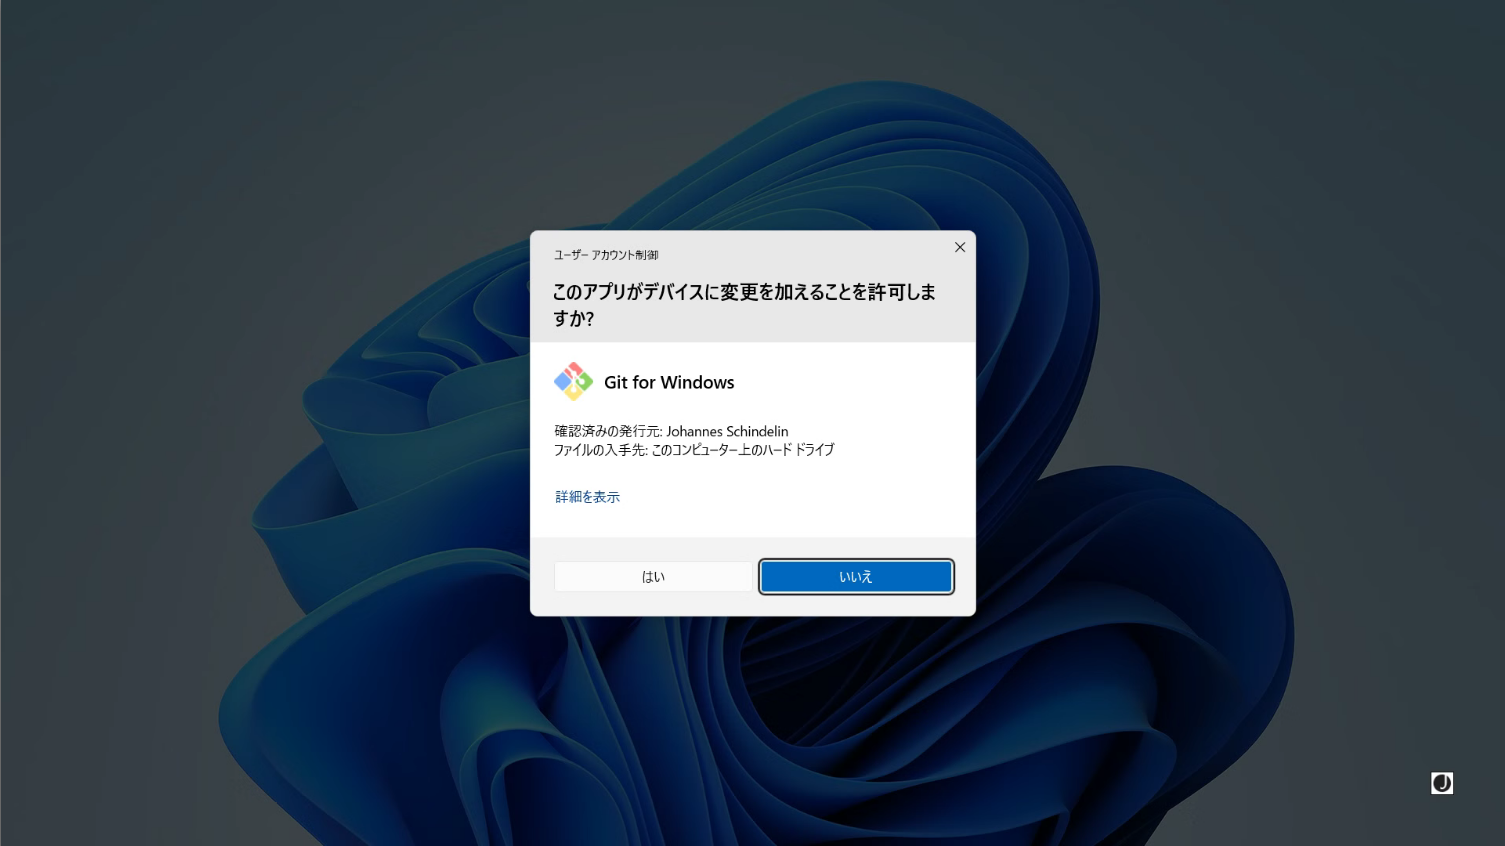 ユーザー アカウント制御
このアプリがデバイスに変更を加えることを許可しま
すか?
Git for Windows
確認済みの発行元: Johannes Schindelin
ファイルの入手先: このコンピューター上のハード ドライブ
詳細を表示
はい
いいえ
J